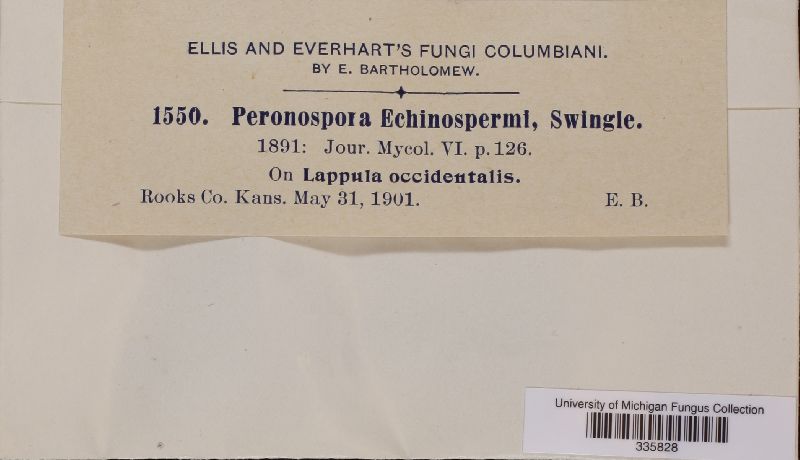 ELLIS AND EVERHART'S FUNGI COLUMBIANI.
BY E. BARTHOLOMEW.
1550. Peronospora Echinospermi, Swingle.
1891: Jour. Mycol. VI. p. 126.
On Lappula occidentalis.
Rooks Co. Kans. May 31, 1901. E. B.
University of Michigan Fungus Collection
335828